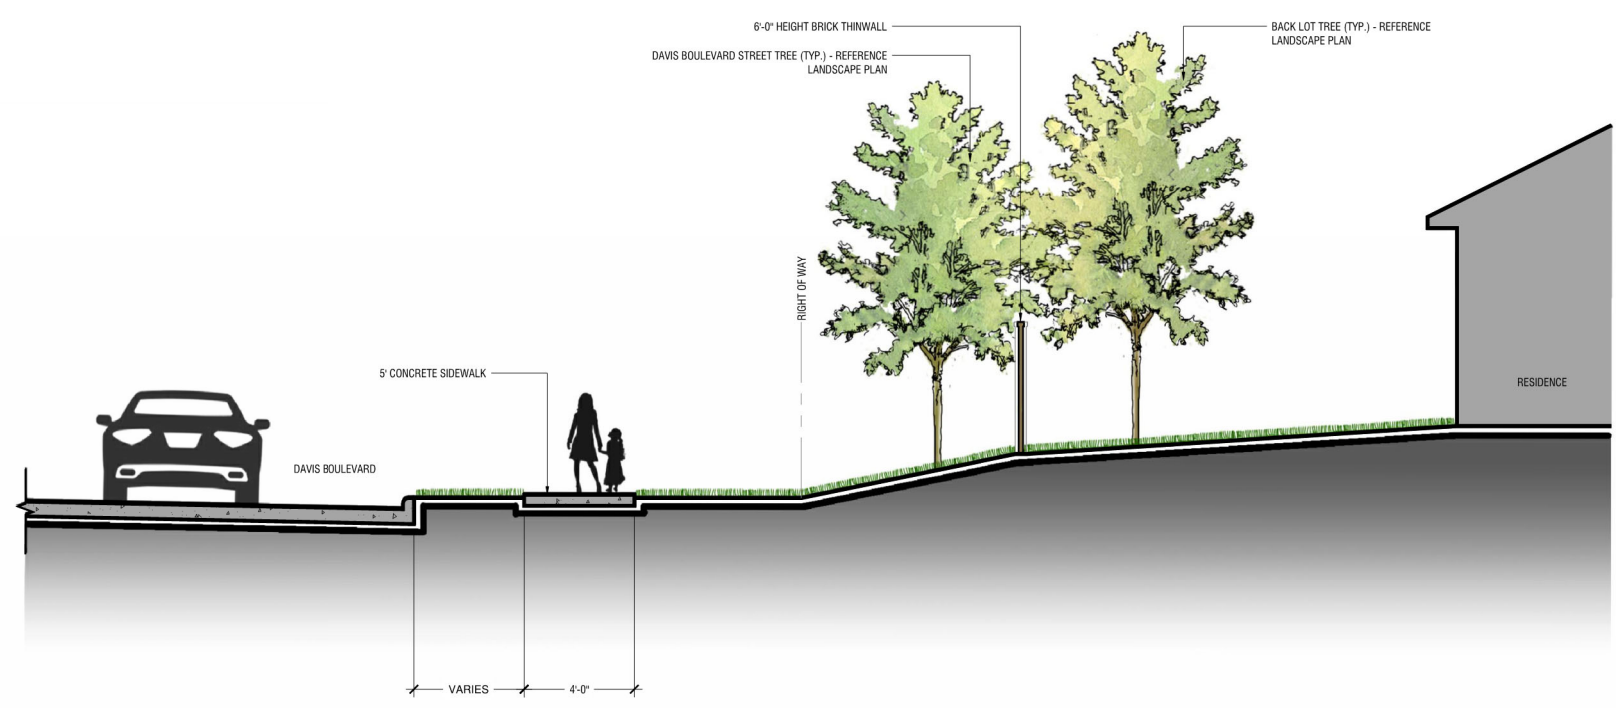 6'-0" HEIGHT BRICK THINWALL
BACK LOT TREE (TYP.) - REFERENCE
LANDSCAPE PLAN
DAVIS BOULEVARD STREET TREE (TYP.) - REFERENCE
LANDSCAPE PLAN
RIGHT OF WAY
5' CONCRETE SIDEWALK
RESIDENCE
DAVIS BOULEVARD
VARIES
4'-0"